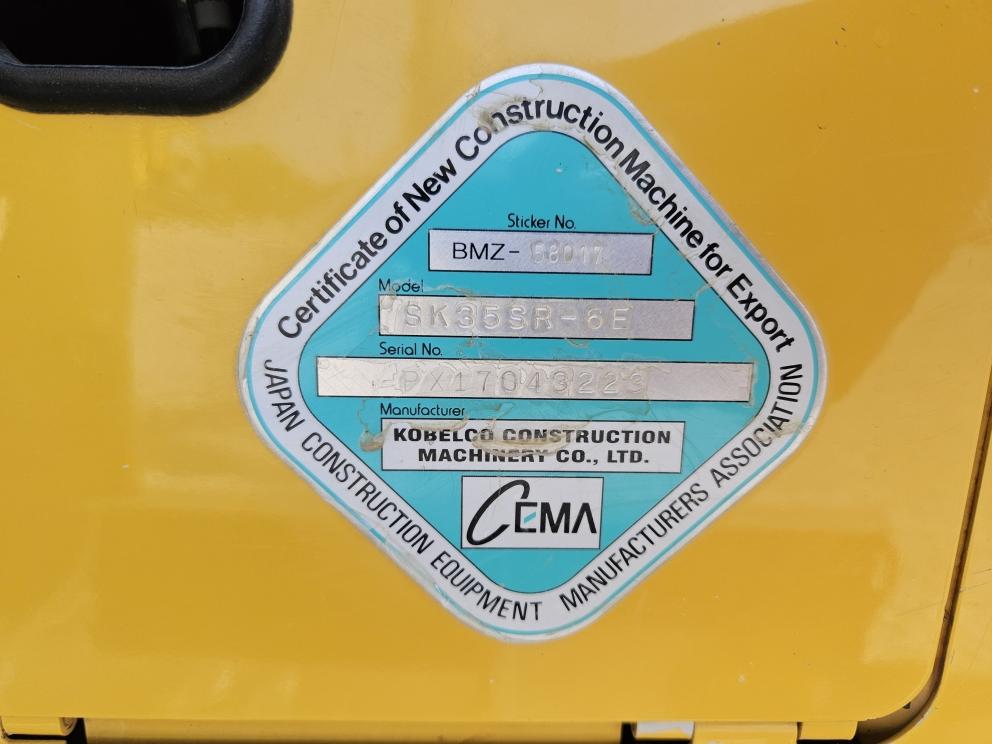 Certificate of New Construction Machine for Export
Sticker No.
BMZ- 58017
Model
SK35SR-6E
Serial No.
PX17043223
Manufacturer
KOBELCO CONSTRUCTION
MACHINERY CO., LTD.
CEMA
JAPAN CONSTRUCTION EQUIPMENT MANUFACTURERS ASSOCIATION